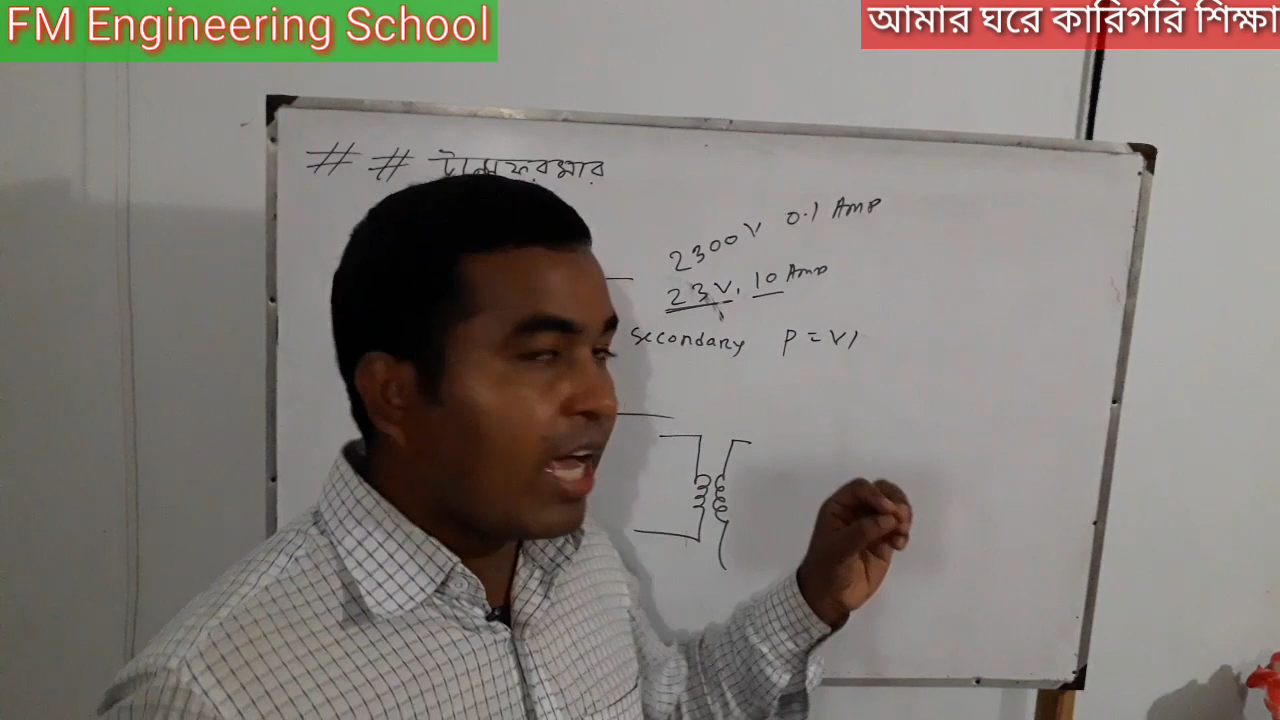 FM Engineering School
আমার ঘরে কারিগরি শিক্ষা
## ট্রান্সফরমার
2300V 0.1 Amp
23V, 10 Amp
Secondary P = VI